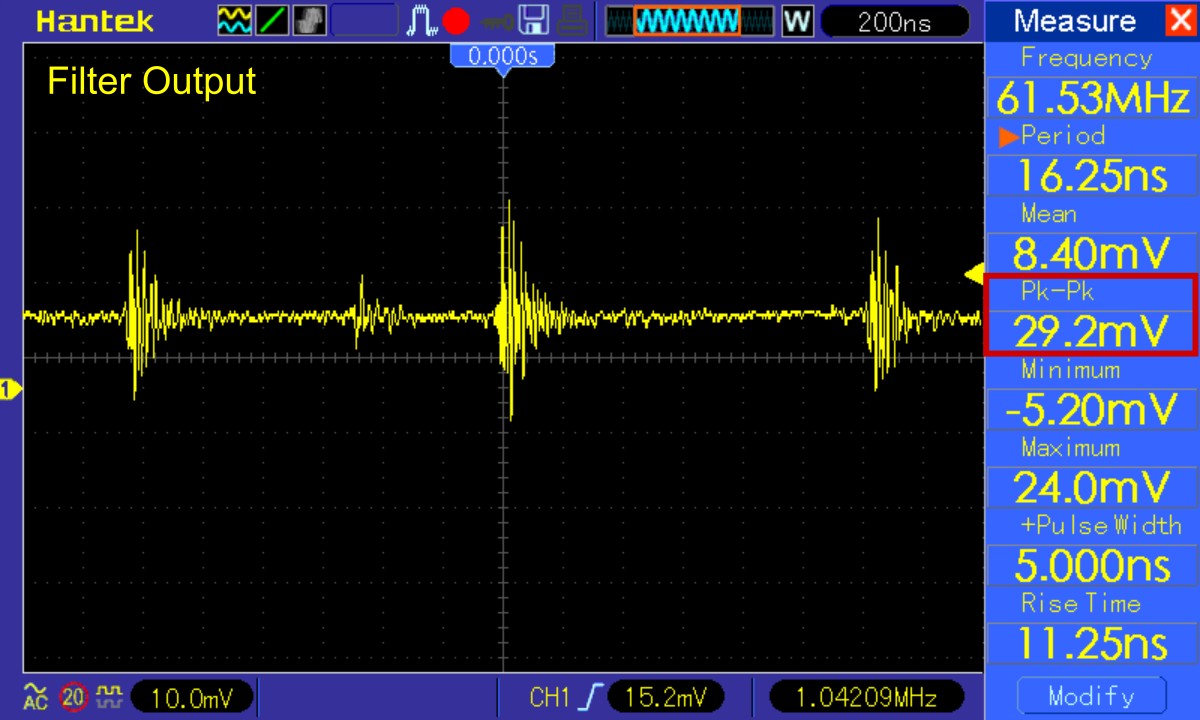 Hantek
W
200ns
Measure
X
0.000s
Filter Output
Frequency
61.53MHz
Period
16.25ns
Mean
8.40mV
Pk-Pk
29.2mV
Minimum
-5.20mV
Maximum
24.0mV
+Pulse Width
5.000ns
Rise Time
11.25ns
1
AC
20
10.0mV
CH1
15.2mV
1.04209MHz
Modify